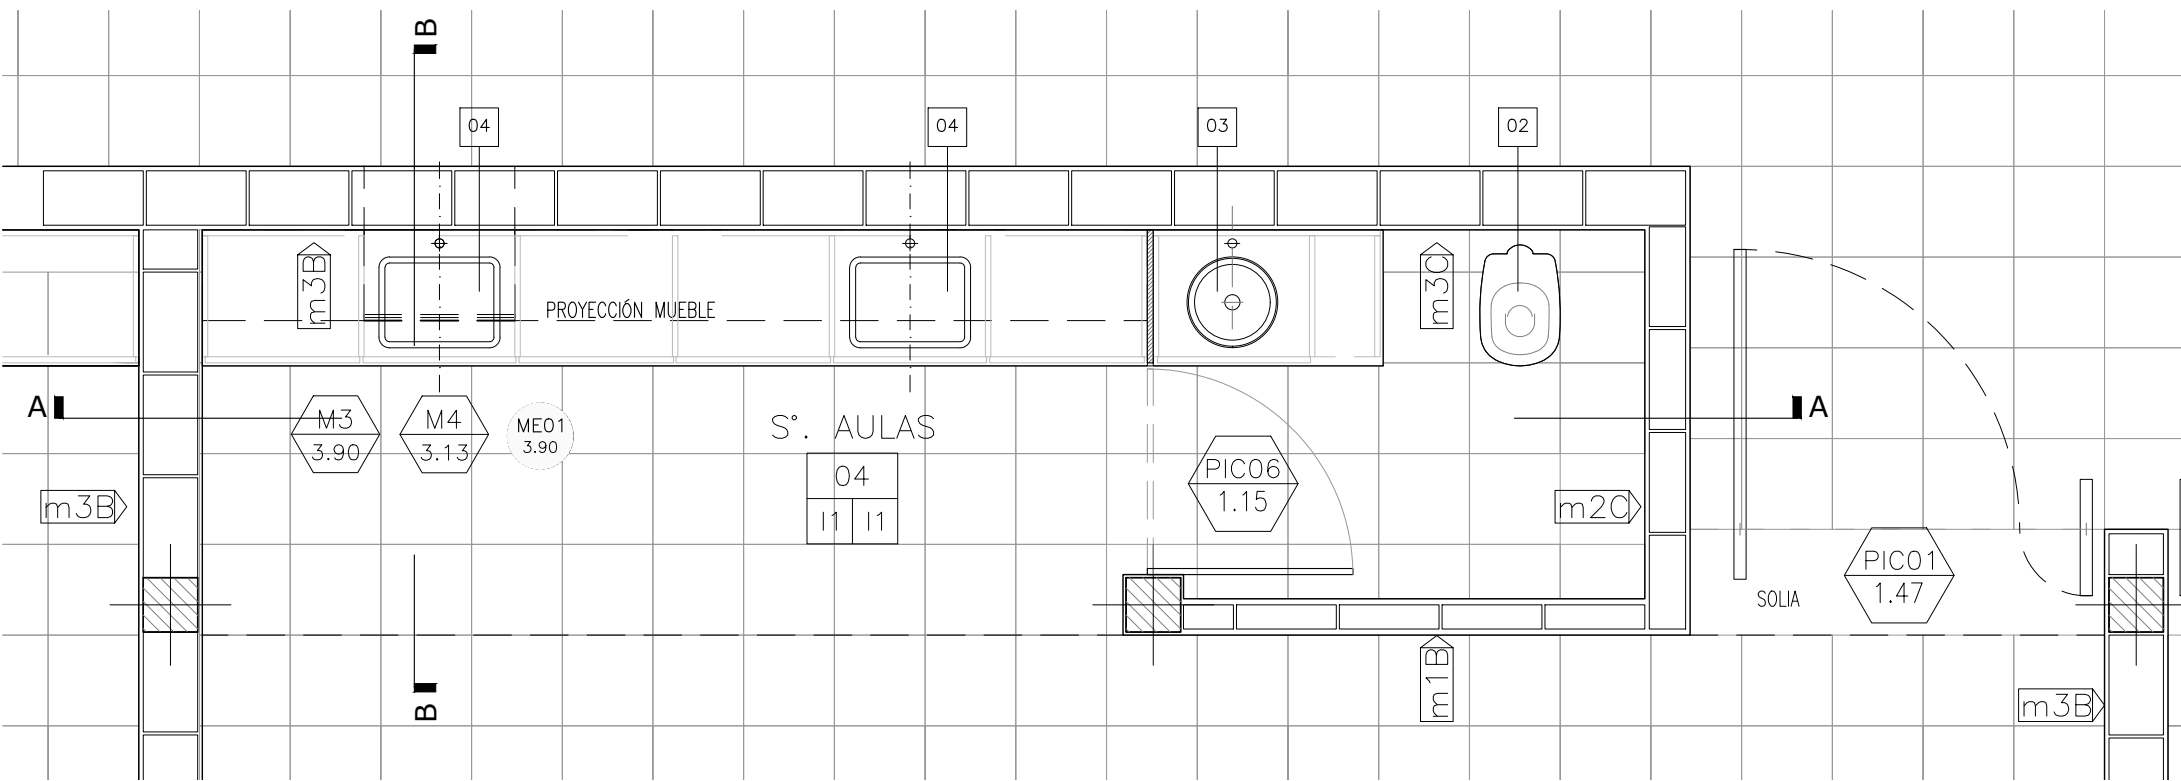 B
04
04
03
02
m3B
m3C
PROYECCIÓN MUEBLE
A
A
M3
3.90
M4
3.13
ME01
3.90
S°. AULAS
04
I1
I1
PIC06
1.15
m3B
m2C
PIC01
1.47
SOLIA
m1B
m3B
B